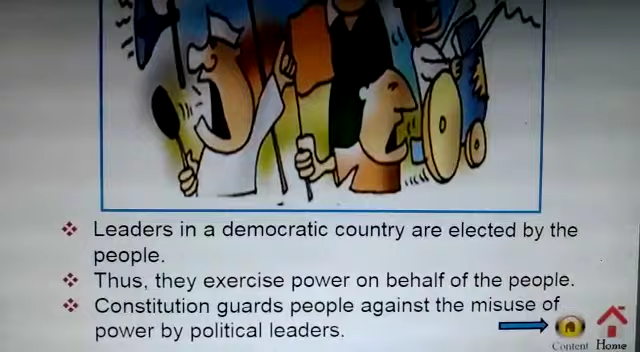 Leaders in a democratic country are elected by the
people.
Thus, they exercise power on behalf of the people.
Constitution guards people against the misuse of
power by political leaders.
Content Home